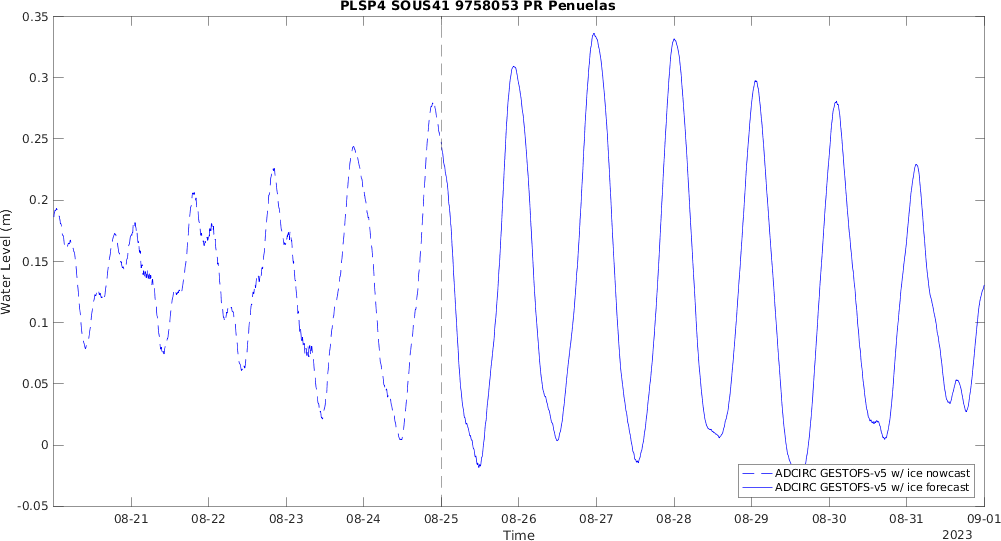 PLSP4 SOUS41 9758053 PR Penuelas
0.35
0.3
0.25
0.2
0.15
0.1
0.05
0
-0.05
Water Level (m)
ADCIRC GESTOFS-v5 w/ ice nowcast
ADCIRC GESTOFS-v5 w/ ice forecast
08-21 08-22 08-23 08-24 08-25 08-26 08-27 08-28 08-29 08-30 08-31 09-01
Time
2023